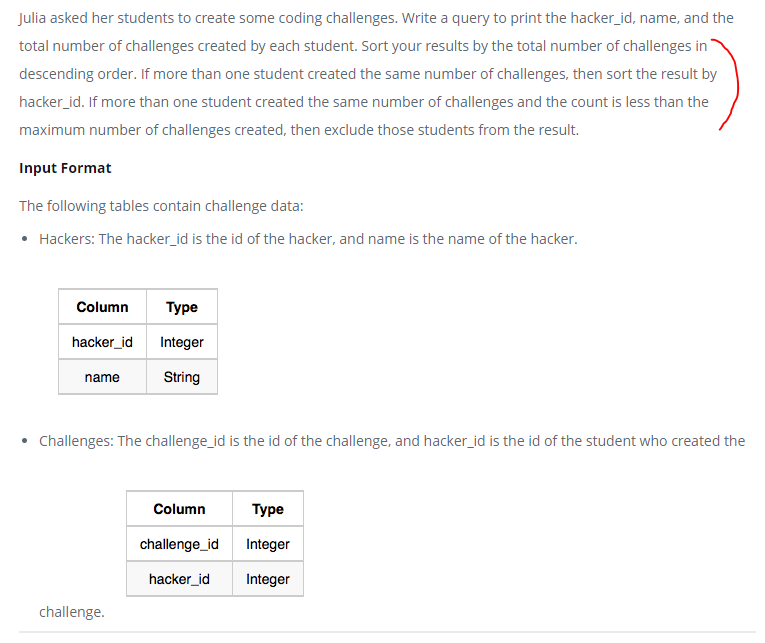 Julia asked her students to create some coding challenges. Write a query to print the hacker_id, name, and the
total number of challenges created by each student. Sort your results by the total number of challenges in
descending order. If more than one student created the same number of challenges, then sort the result by
hacker_id. If more than one student created the same number of challenges and the count is less than the
maximum number of challenges created, then exclude those students from the result.
Input Format
The following tables contain challenge data:
• Hackers: The hacker_id is the id of the hacker, and name is the name of the hacker.
Column Type
hacker_id Integer
name String
• Challenges: The challenge_id is the id of the challenge, and hacker_id is the id of the student who created the
Column Type
challenge_id Integer
hacker_id Integer
challenge.